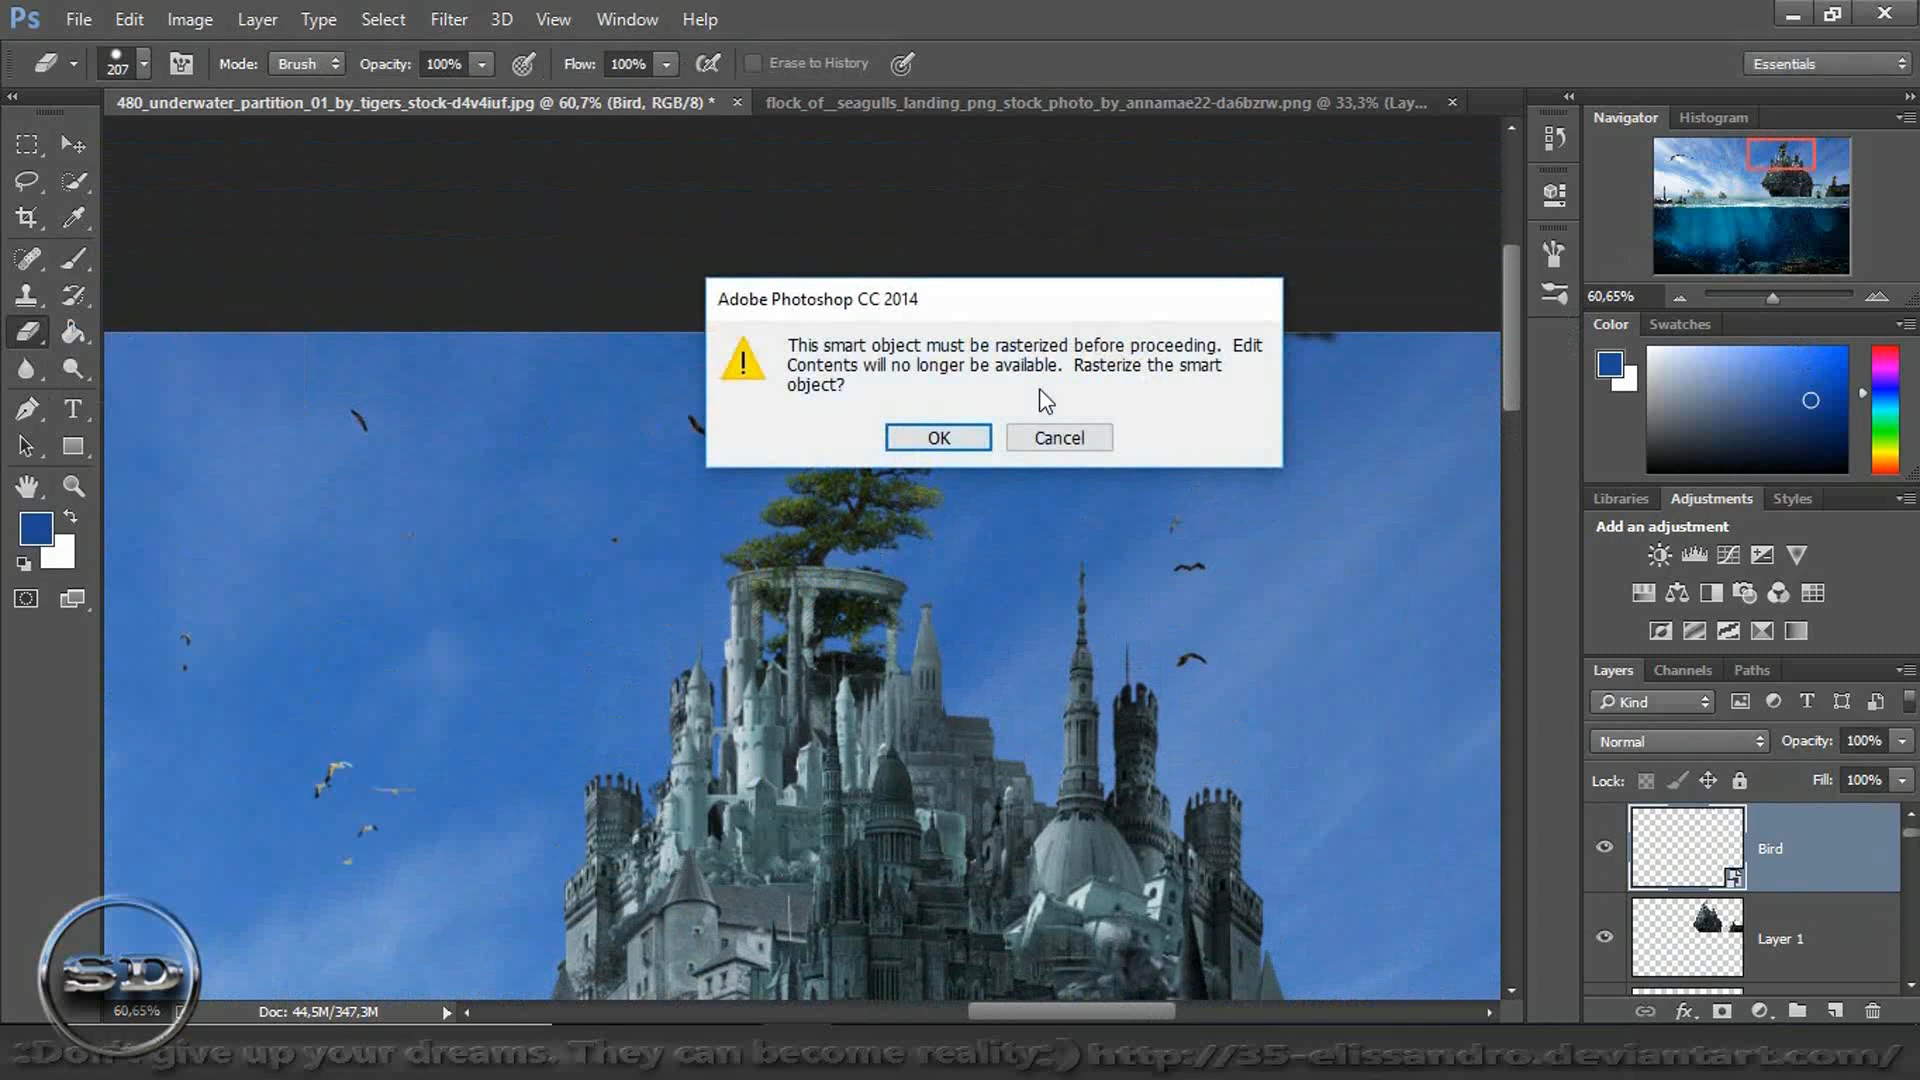 Ps File Edit Image Layer Type Select Filter 3D View Window Help
207 Mode: Brush Opacity: 100% Flow: 100% Erase to History Essentials
480_underwater_partition_01_by_tigers_stock-d4v4iuf.jpg @ 60,7% (Bird, RGB/8) *
flock_of__seagulls_landing_png_stock_photo_by_annamae22-da6bzrw.png @ 33,3% (Lay...
Navigator Histogram
60,65%
Color Swatches
Adobe Photoshop CC 2014
This smart object must be rasterized before proceeding. Edit
Contents will no longer be available. Rasterize the smart
object?
OK Cancel
Libraries Adjustments Styles
Add an adjustment
Layers Channels Paths
Kind
Normal Opacity: 100%
Lock: Fill: 100%
Bird
Layer 1
SD
60,65% Doc: 44,5M/347,3M
:Don't give up your dreams. They can become reality:) http://35-elissandro.deviantart.com/